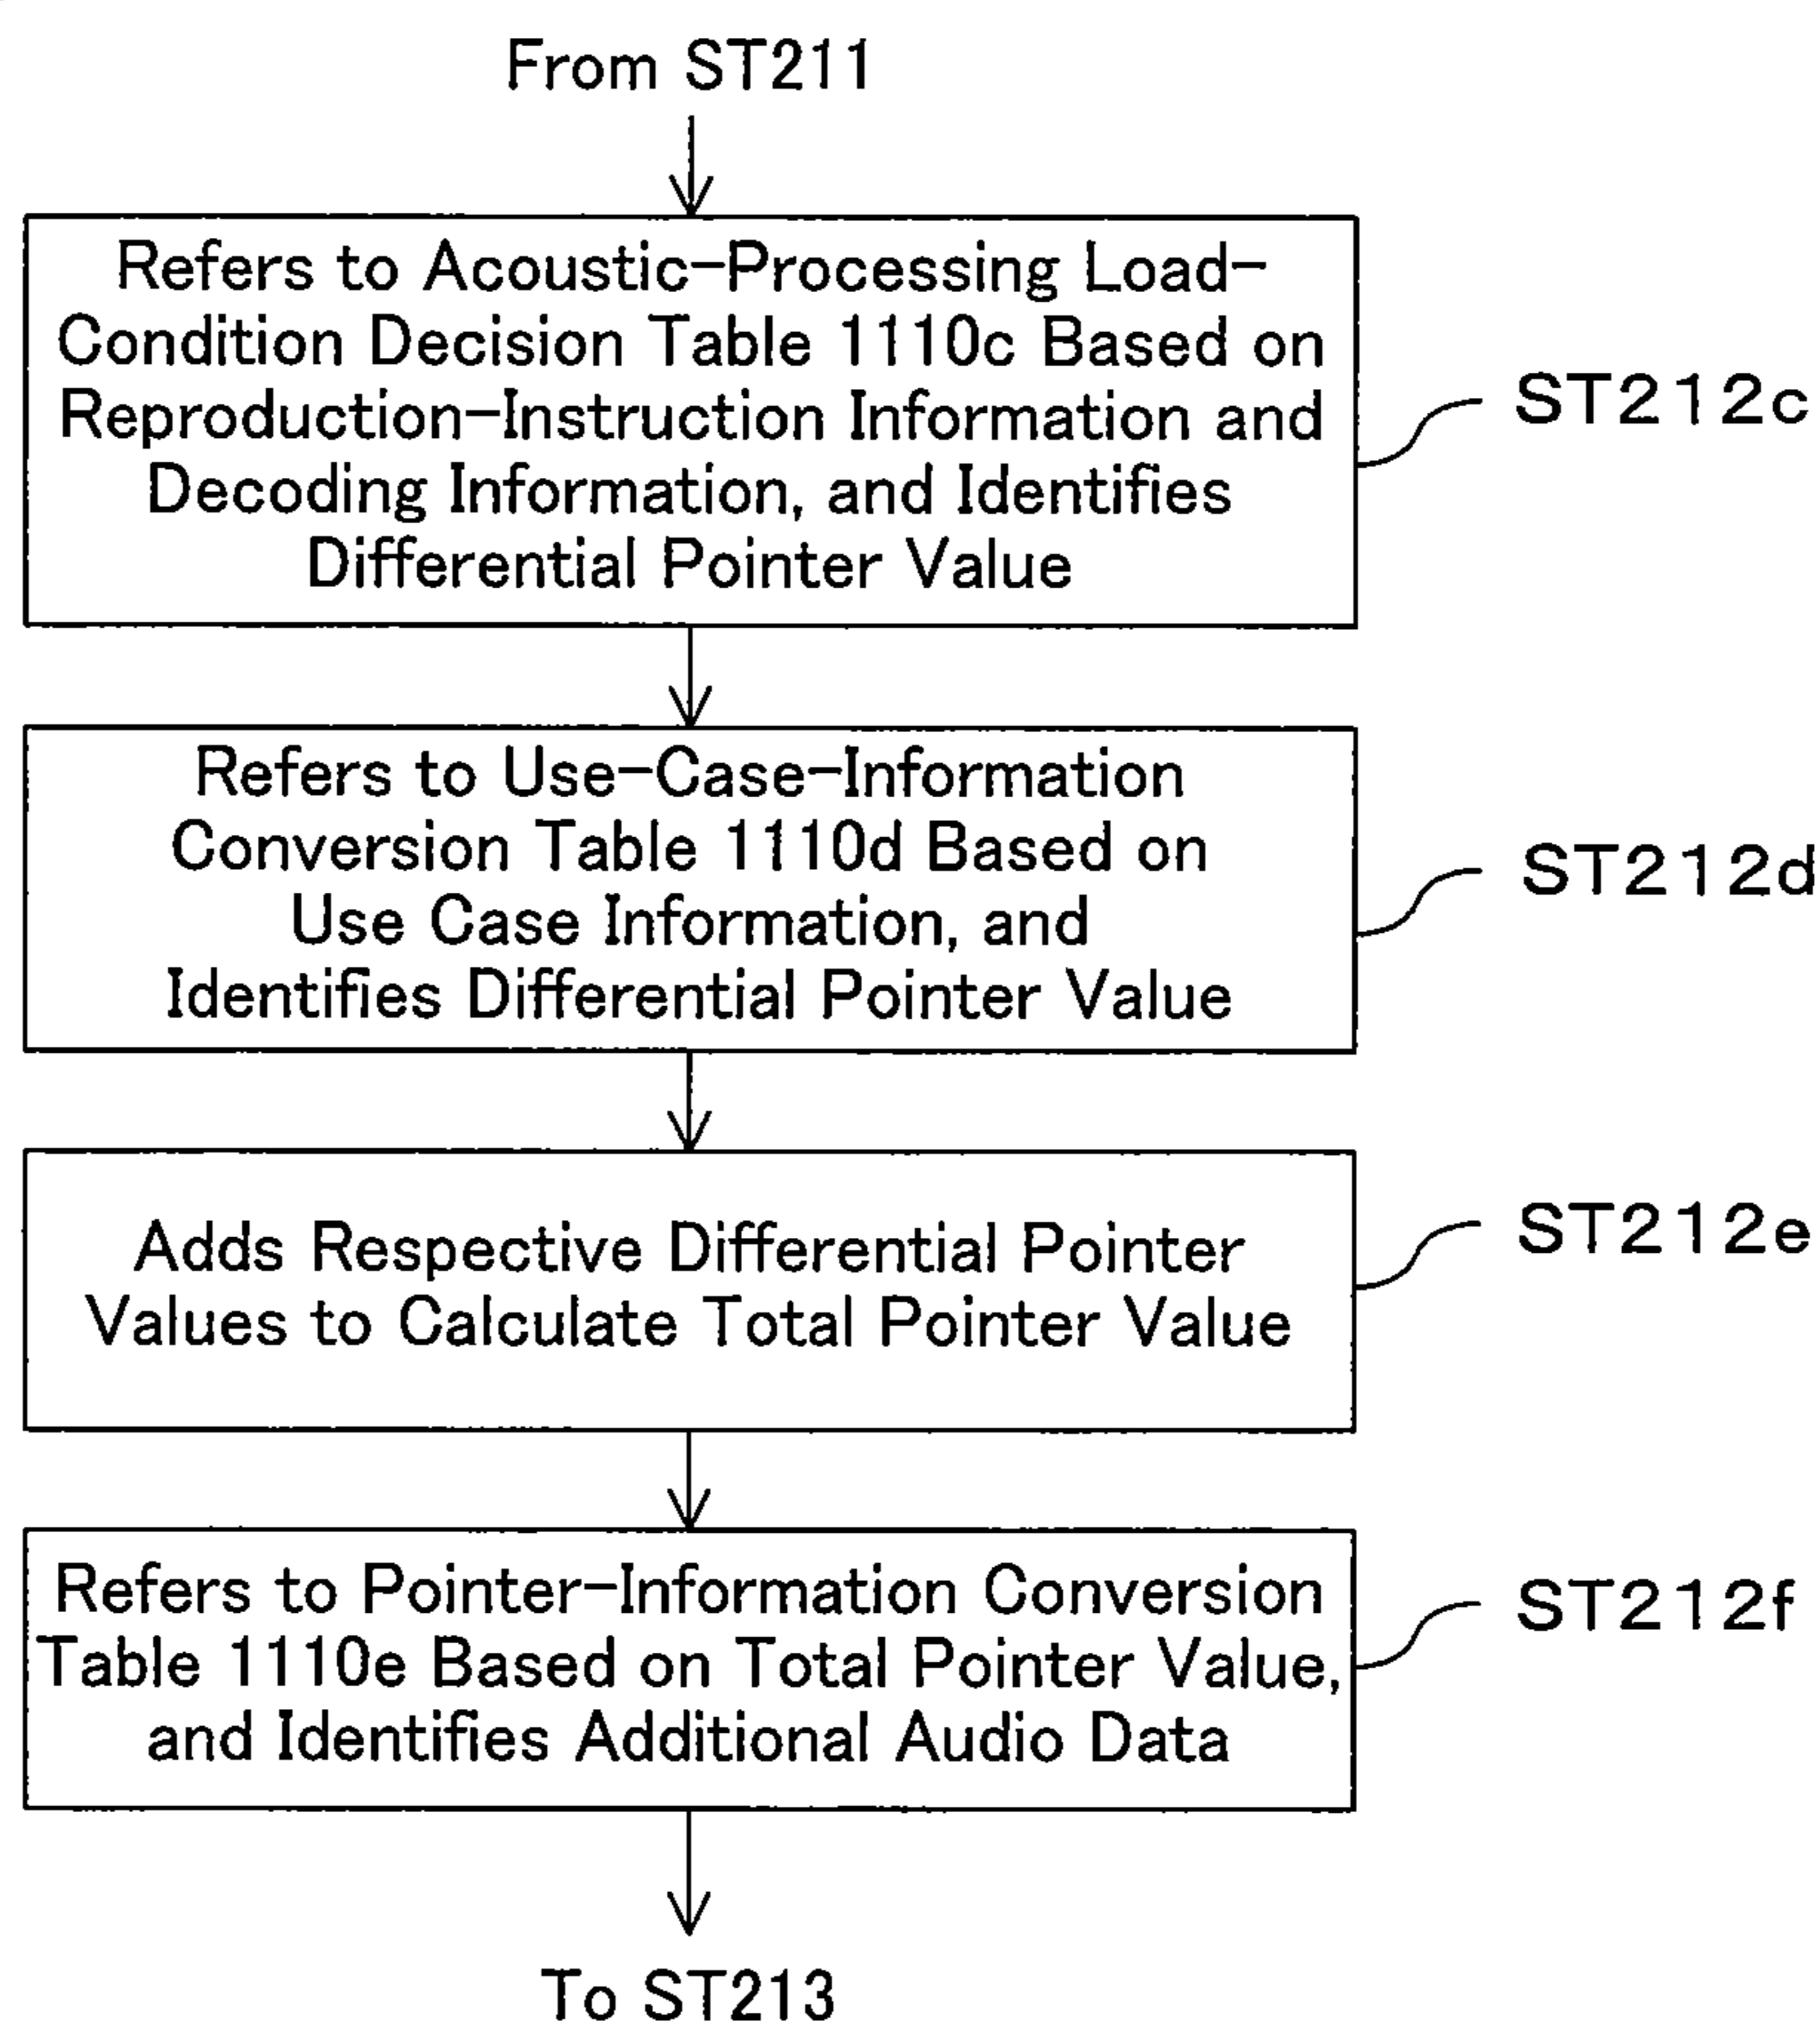 From ST211
Refers to Acoustic-Processing Load-
Condition Decision Table 1110c Based on
Reproduction-Instruction Information and
Decoding Information, and Identifies
Differential Pointer Value
ST212c
Refers to Use-Case-Information
Conversion Table 1110d Based on
Use Case Information, and
Identifies Differential Pointer Value
ST212d
Adds Respective Differential Pointer
Values to Calculate Total Pointer Value
ST212e
Refers to Pointer-Information Conversion
Table 1110e Based on Total Pointer Value,
and Identifies Additional Audio Data
ST212f
To ST213